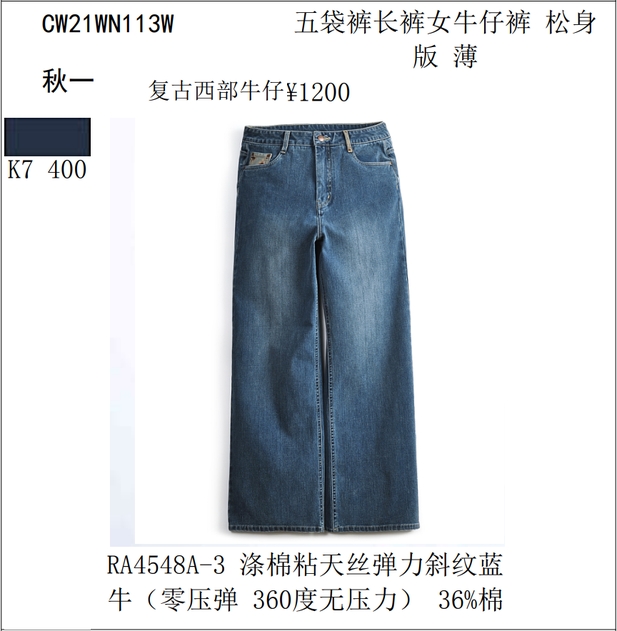 CW21WN113W 五袋裤长裤女牛仔裤 松身
版 薄
秋一
复古西部牛仔¥1200
K7 400
RA4548A-3 涤棉粘天丝弹力斜纹蓝
牛（零压弹 360度无压力） 36%棉